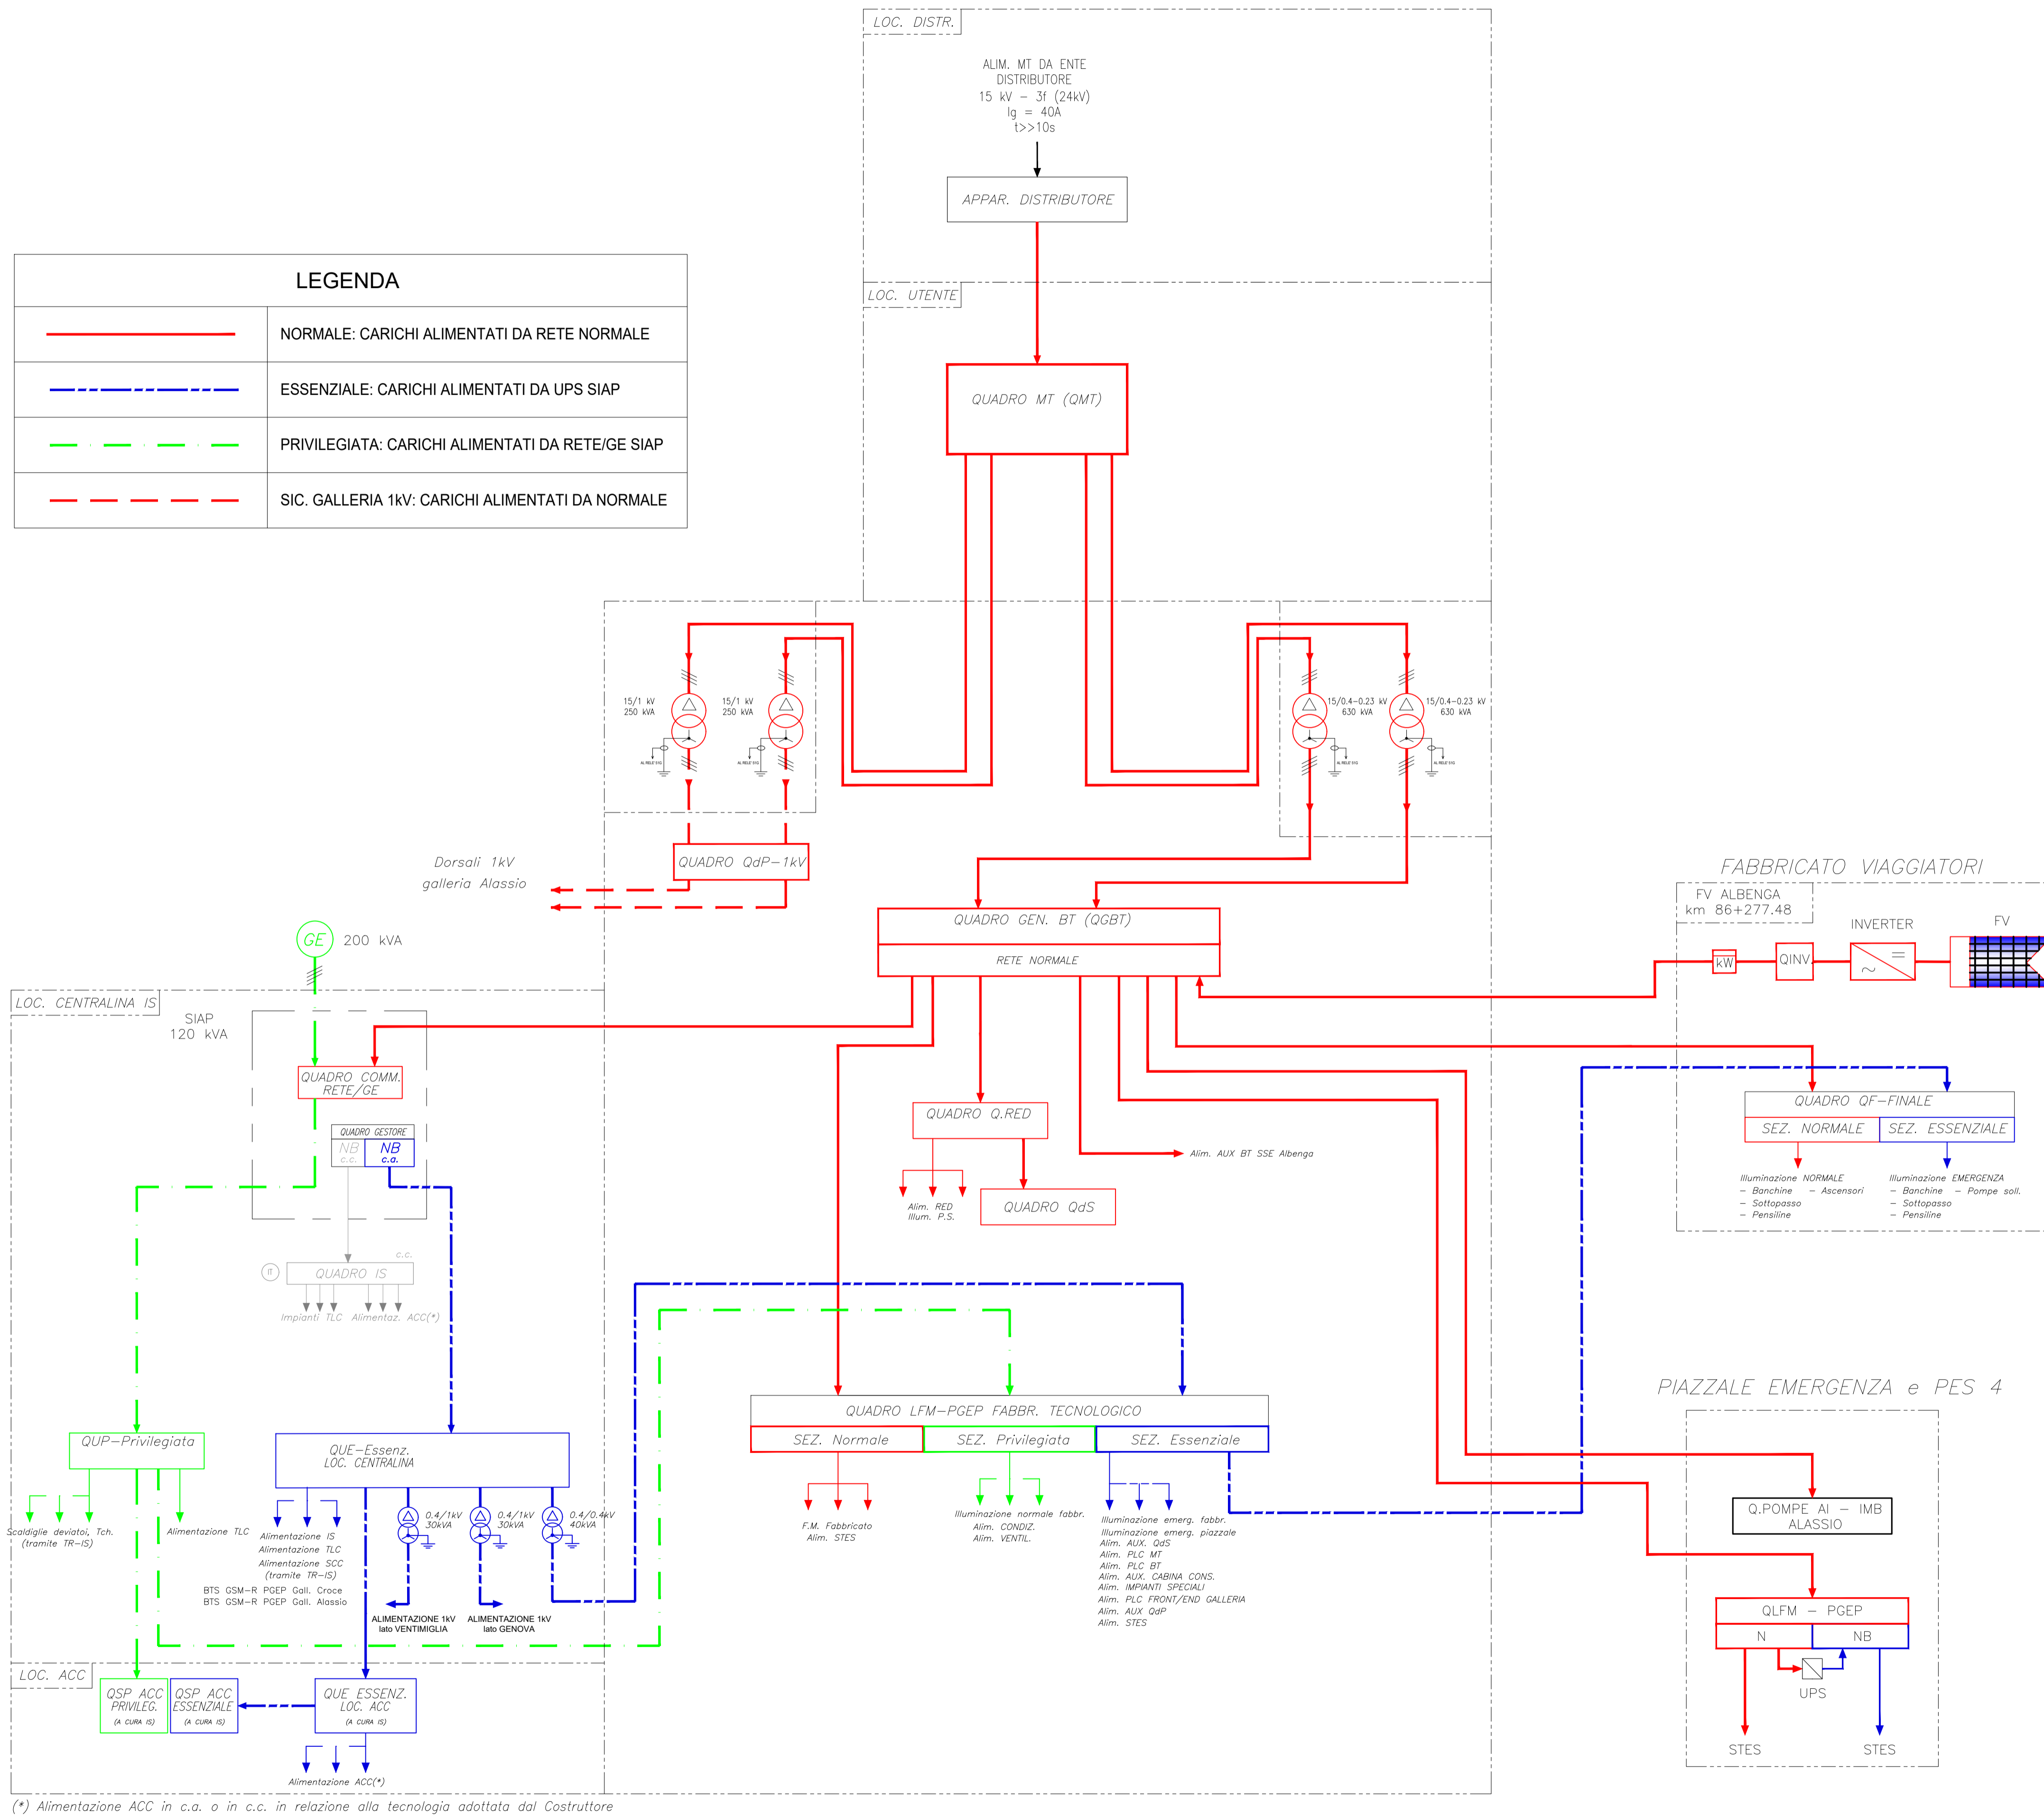 LOC. DISTR.
ALIM. MT DA ENTE
DISTRIBUTORE
15 kV – 3f (24kV)
Ig = 40A
t>>10s
APPAR. DISTRIBUTORE
LOC. UTENTE
QUADRO MT (QMT)
LEGENDA
NORMALE: CARICHI ALIMENTATI DA RETE NORMALE
ESSENZIALE: CARICHI ALIMENTATI DA UPS SIAP
PRIVILEGIATA: CARICHI ALIMENTATI DA RETE/GE SIAP
SIC. GALLERIA 1kV: CARICHI ALIMENTATI DA NORMALE
15/1 kV
250 kVA
AL RELE' 51G
15/1 kV
250 kVA
AL RELE' 51G
15/0.4–0.23 kV
630 kVA
AL RELE' 51G
15/0.4–0.23 kV
630 kVA
AL RELE' 51G
QUADRO QdP–1kV
Dorsali 1kV
galleria Alassio
QUADRO GEN. BT (QGBT)
RETE NORMALE
FABBRICATO VIAGGIATORI
FV ALBENGA
km 86+277.48
kW
QINV.
INVERTER
FV
QUADRO QF–FINALE
SEZ. NORMALE
SEZ. ESSENZIALE
Illuminazione NORMALE
– Banchine – Ascensori
– Sottopasso
– Pensiline
Illuminazione EMERGENZA
– Banchine – Pompe soll.
– Sottopasso
– Pensiline
GE
200 kVA
LOC. CENTRALINA IS
SIAP
120 kVA
QUADRO COMM.
RETE/GE
QUADRO GESTORE
NB
c.c.
NB
c.a.
c.c.
IT
QUADRO IS
Impianti TLC
Alimentaz. ACC(*)
QUADRO Q.RED
Alim. RED
Illum. P.S.
QUADRO QdS
Alim. AUX BT SSE Albenga
QUADRO LFM–PGEP FABBR. TECNOLOGICO
SEZ. Normale
SEZ. Privilegiata
SEZ. Essenziale
F.M. Fabbricato
Alim. STES
Illuminazione normale fabbr.
Alim. CONDIZ.
Alim. VENTIL.
Illuminazione emerg. fabbr.
Illuminazione emerg. piazzale
Alim. AUX. QdS
Alim. PLC MT
Alim. PLC BT
Alim. AUX. CABINA CONS.
Alim. IMPIANTI SPECIALI
Alim. PLC FRONT/END GALLERIA
Alim. AUX QdP
Alim. STES
QUP–Privilegiata
Scaldiglie deviatoi, Tch.
(tramite TR–IS)
Alimentazione TLC
QUE–Essenz.
LOC. CENTRALINA
Alimentazione IS
Alimentazione TLC
Alimentazione SCC
(tramite TR–IS)
BTS GSM–R PGEP Gall. Croce
BTS GSM–R PGEP Gall. Alassio
0.4/1kV
30kVA
0.4/1kV
30kVA
0.4/0.4kV
40kVA
ALIMENTAZIONE 1kV
lato VENTIMIGLIA
ALIMENTAZIONE 1kV
lato GENOVA
LOC. ACC
QSP ACC
PRIVILEG.
(A CURA IS)
QSP ACC
ESSENZIALE
(A CURA IS)
QUE ESSENZ.
LOC. ACC
(A CURA IS)
Alimentazione ACC(*)
PIAZZALE EMERGENZA e PES 4
Q.POMPE AI – IMB
ALASSIO
QLFM – PGEP
N
NB
UPS
STES
STES
(*) Alimentazione ACC in c.a. o in c.c. in relazione alla tecnologia adottata dal Costruttore